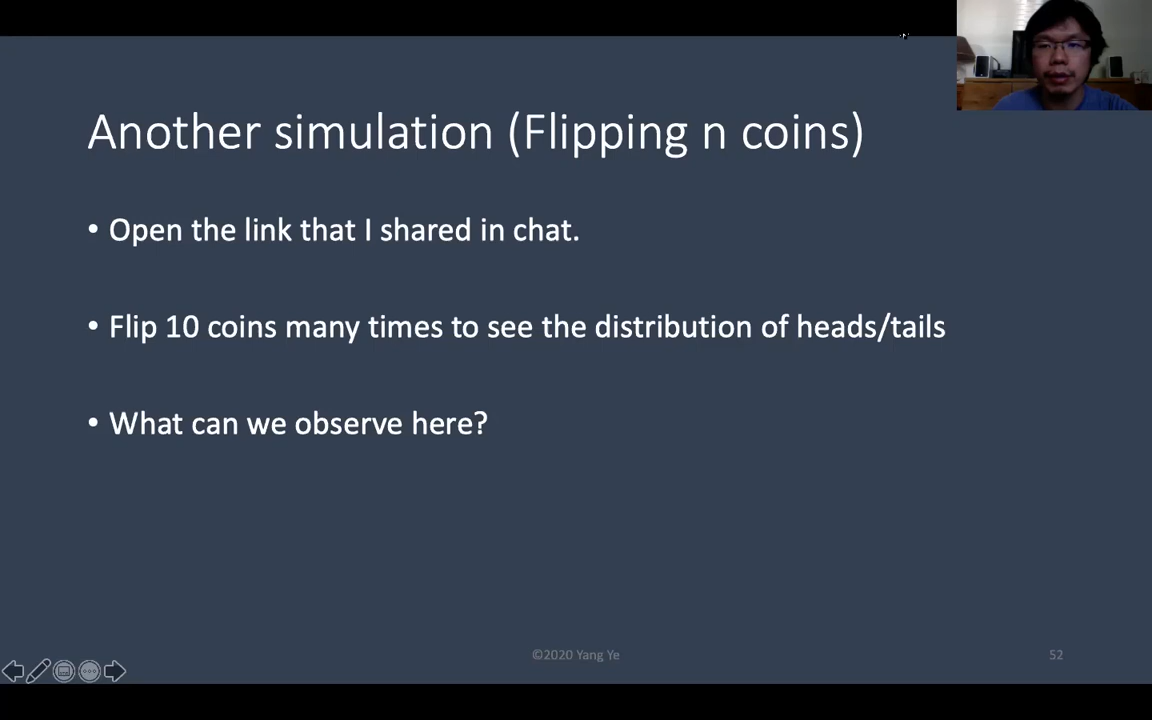 Another simulation (Flipping n coins)
• Open the link that I shared in chat.
• Flip 10 coins many times to see the distribution of heads/tails
• What can we observe here?
©2020 Yang Ye
52